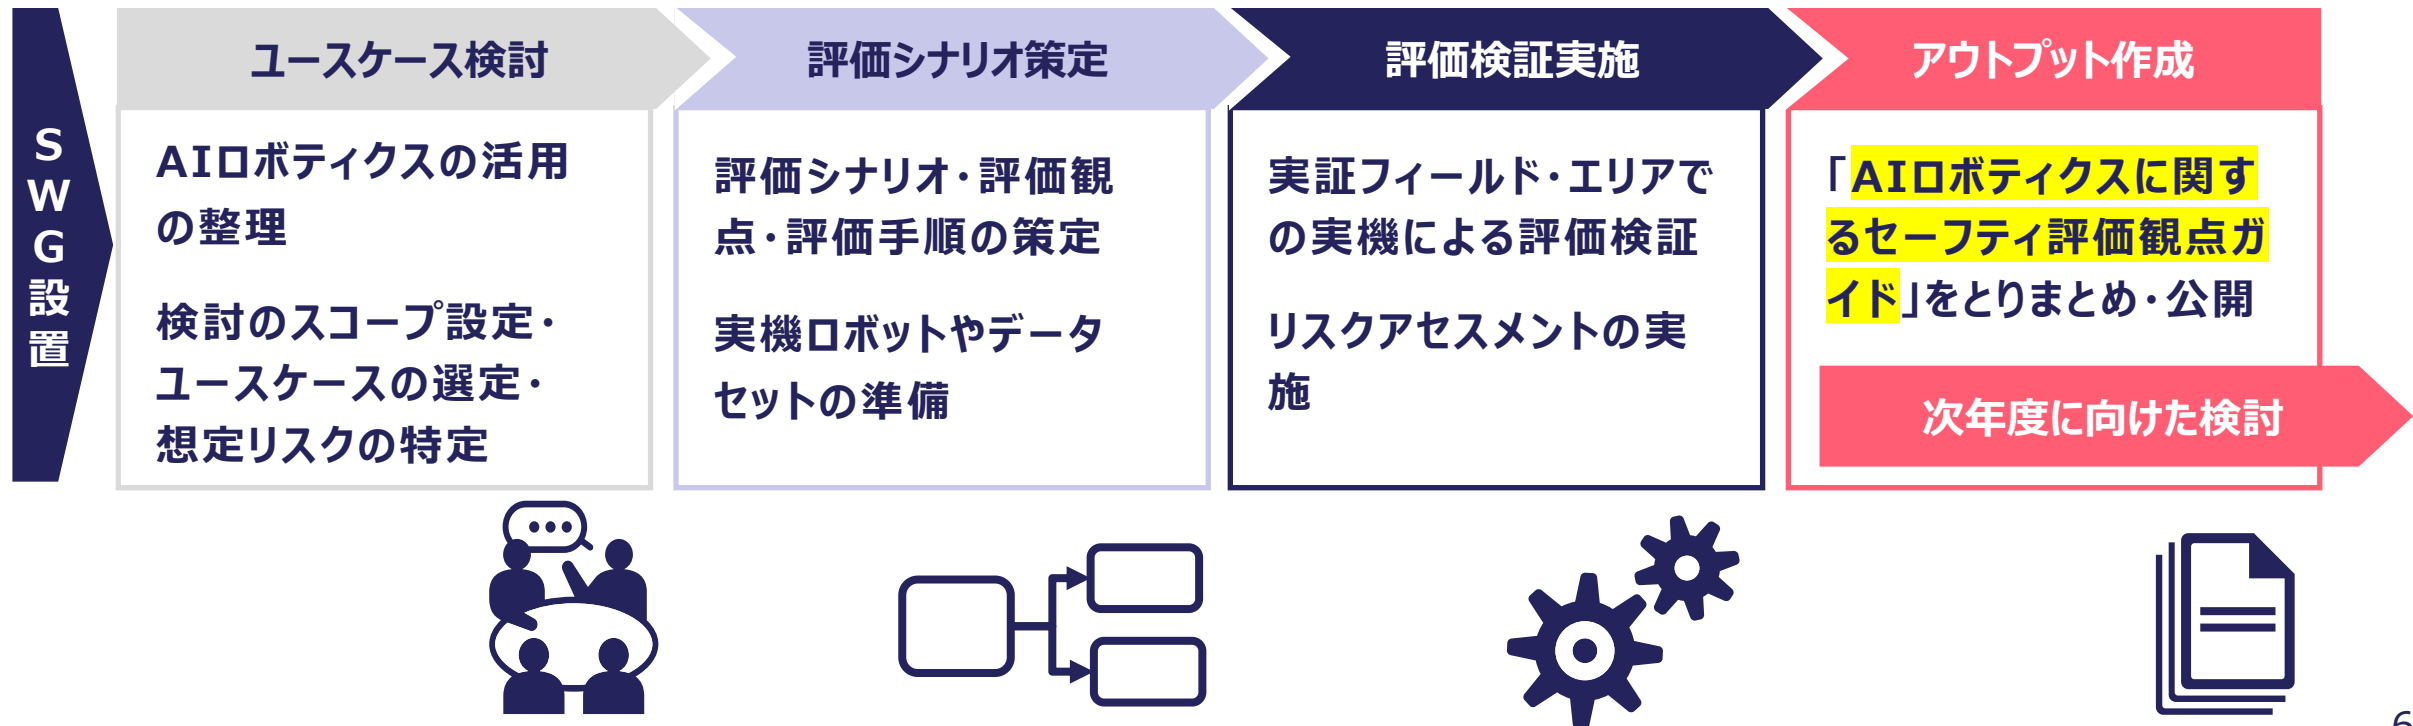 SWG設置
ユースケース検討
AIロボティクスの活用
の整理
検討のスコープ設定・
ユースケースの選定・
想定リスクの特定
評価シナリオ策定
評価シナリオ・評価観
点・評価手順の策定
実機ロボットやデータ
セットの準備
評価検証実施
実証フィールド・エリアで
の実機による評価検証
リスクアセスメントの実
施
アウトプット作成
「AIロボティクスに関す
るセーフティ評価観点ガ
イド」をとりまとめ・公開
次年度に向けた検討
6